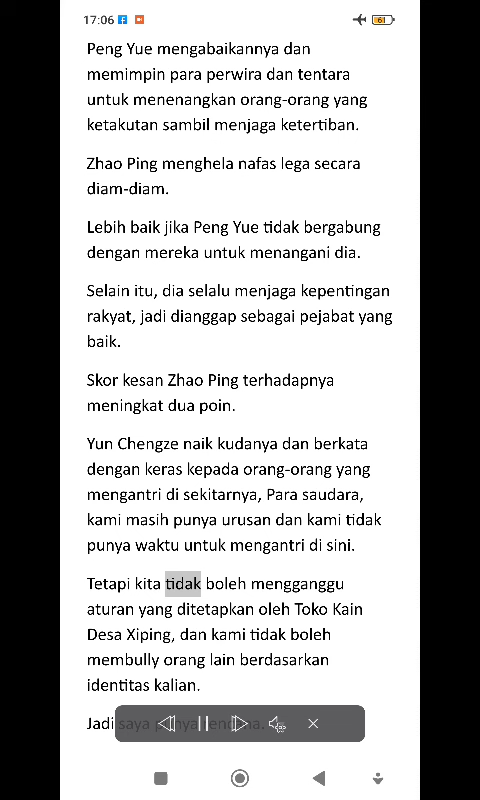 17:06
61
Peng Yue mengabaikannya dan
memimpin para perwira dan tentara
untuk menenangkan orang-orang yang
ketakutan sambil menjaga ketertiban.
Zhao Ping menghela nafas lega secara
diam-diam.
Lebih baik jika Peng Yue tidak bergabung
dengan mereka untuk menangani dia.
Selain itu, dia selalu menjaga kepentingan
rakyat, jadi dianggap sebagai pejabat yang
baik.
Skor kesan Zhao Ping terhadapnya
meningkat dua poin.
Yun Chengze naik kudanya dan berkata
dengan keras kepada orang-orang yang
mengantri di sekitarnya, Para saudara,
kami masih punya urusan dan kami tidak
punya waktu untuk mengantri di sini.
Tetapi kita tidak boleh mengganggu
aturan yang ditetapkan oleh Toko Kain
Desa Xiping, dan kami tidak boleh
membully orang lain berdasarkan
identitas kalian.
Jadi saya punya rencana.